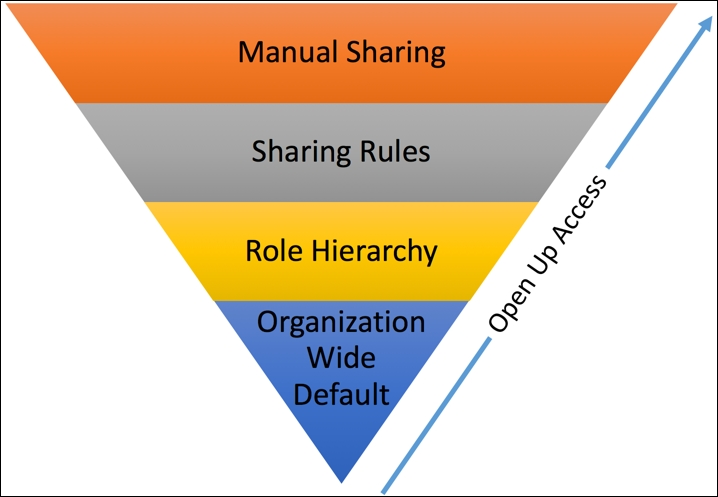 Manual Sharing
Sharing Rules
Role Hierarchy
Organization
Wide
Default
Open Up Access